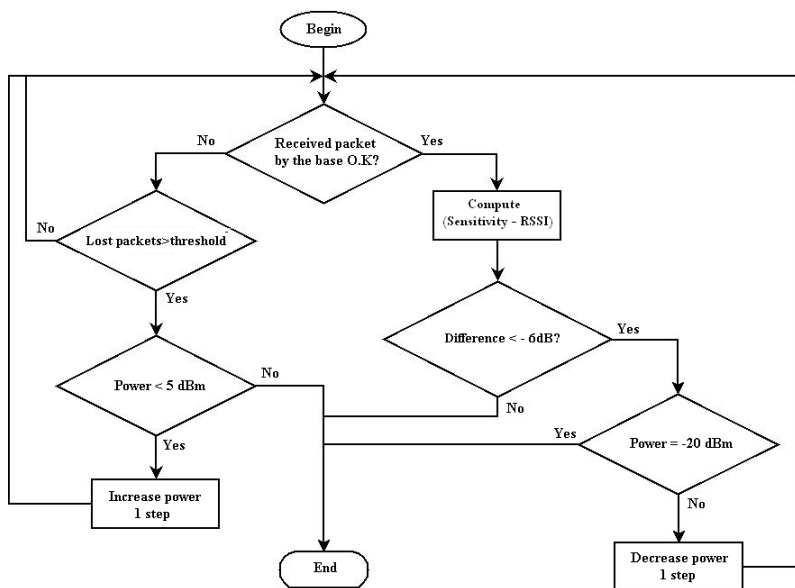 Begin
No
Received packet
by the base O.K?
Yes
Compute
(Sensitivity - RSSI)
No
Lost packets>threshold
Yes
Difference < - 6dB?
Yes
No
Power < 5 dBm
No
Yes
Yes
Power = -20 dBm
No
Increase power
1 step
End
Decrease power
1 step